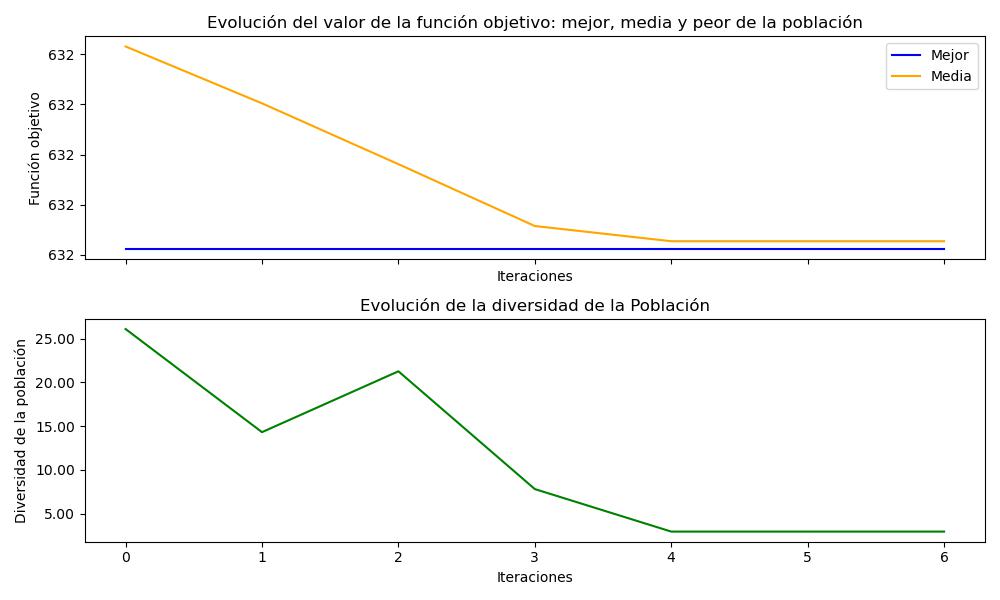 Evolución del valor de la función objetivo: mejor, media y peor de la población
632
632
632
632
632
Función objetivo
Mejor
Media
Iteraciones
Evolución de la diversidad de la Población
25.00
20.00
15.00
10.00
5.00
Diversidad de la población
0 1 2 3 4 5 6
Iteraciones